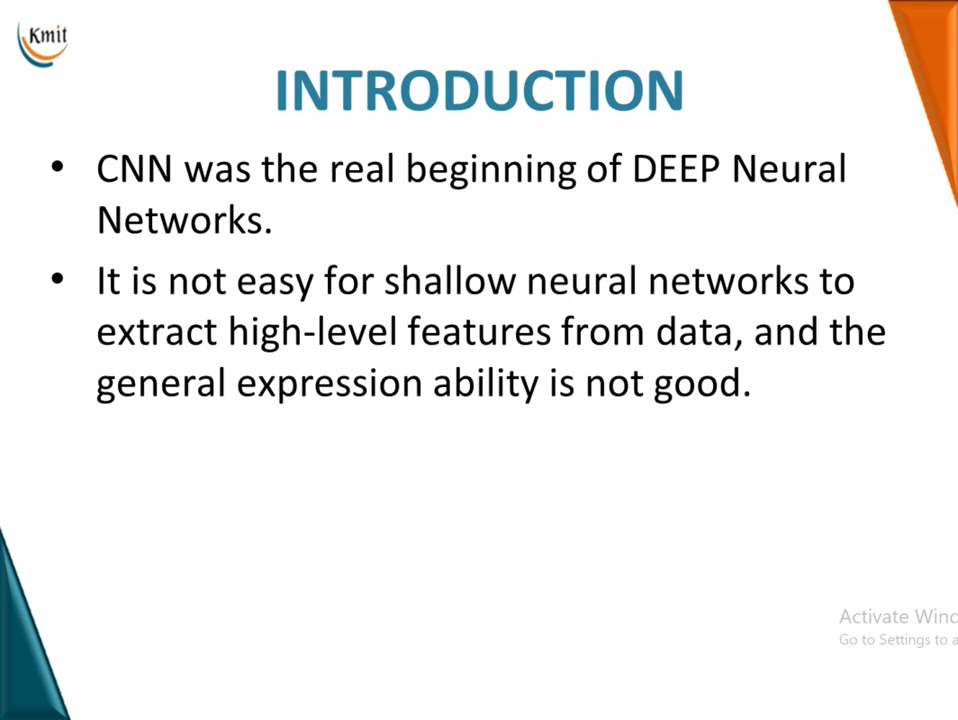 Kmit
INTRODUCTION
• CNN was the real beginning of DEEP Neural
Networks.
• It is not easy for shallow neural networks to
extract high-level features from data, and the
general expression ability is not good.
Activate Winc
Go to Settings to a